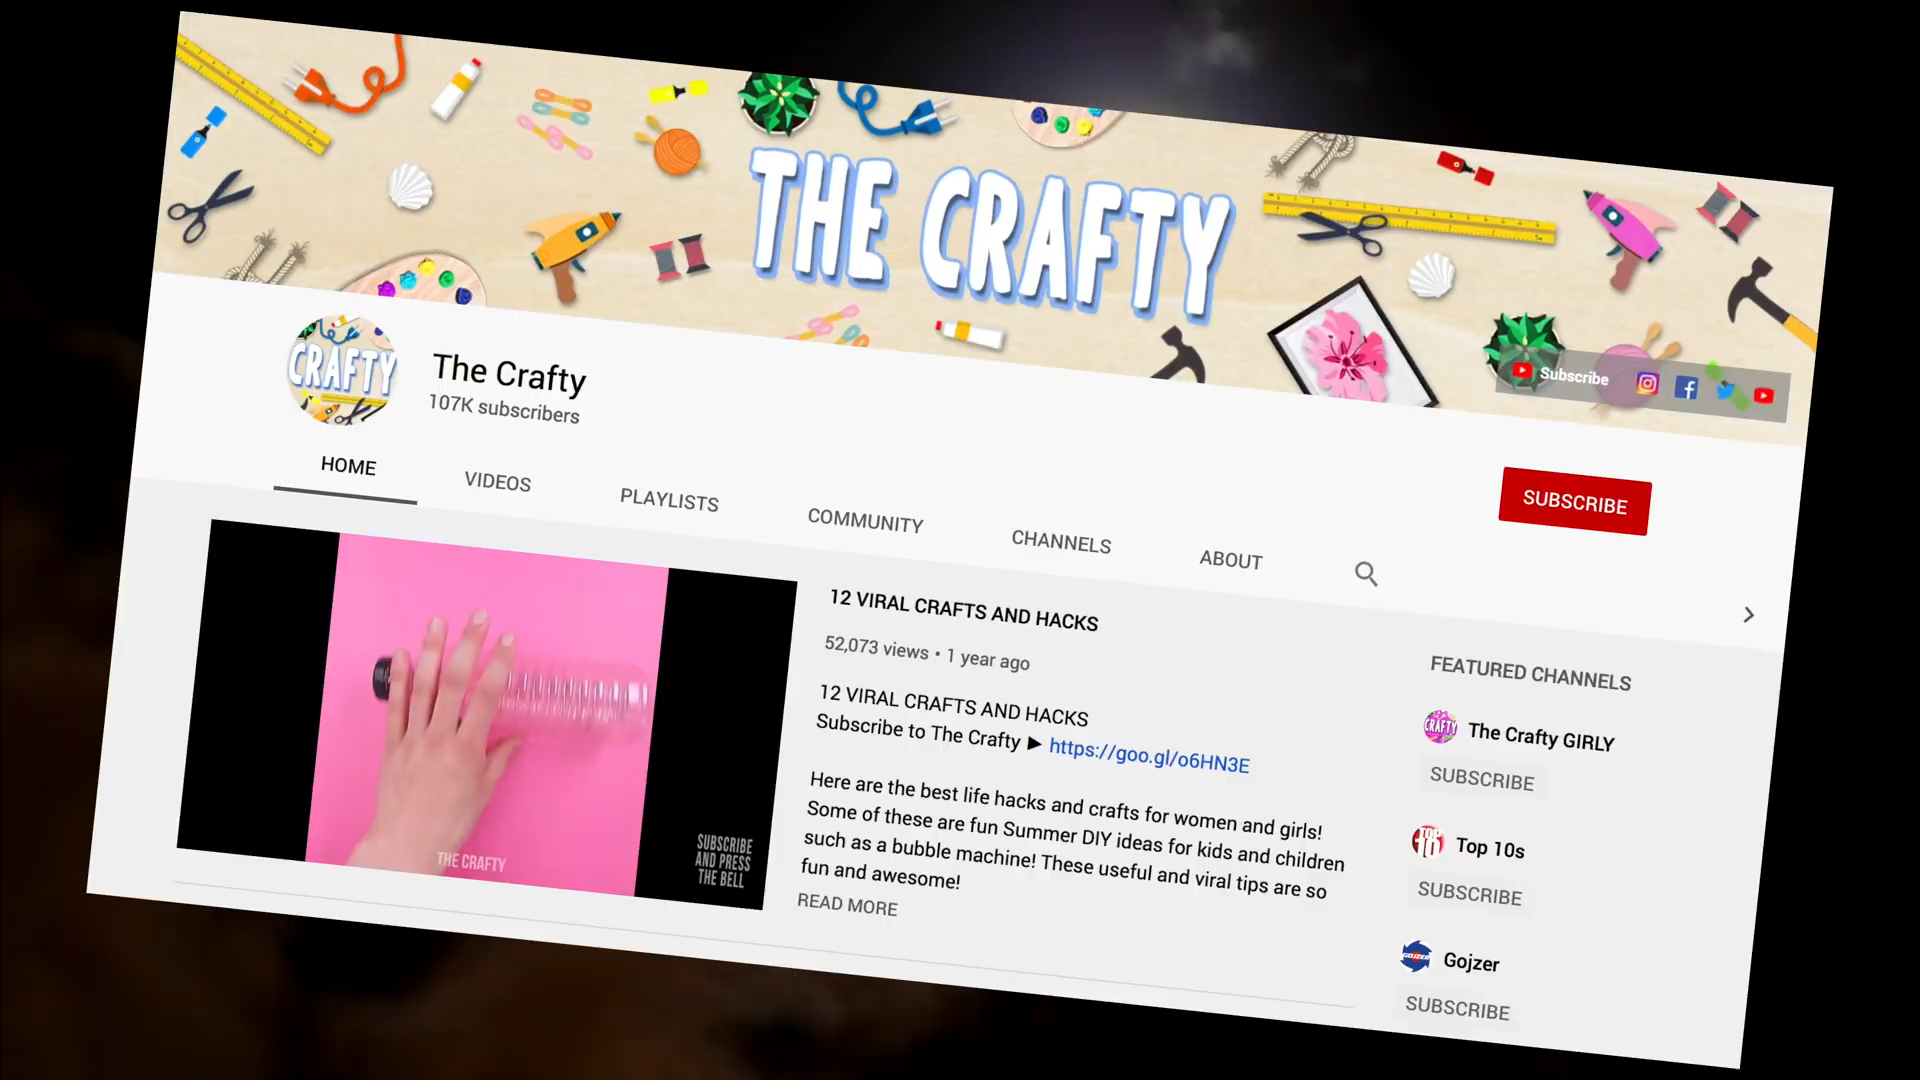 THE CRAFTY
Subscribe
CRAFTY
The Crafty
107K subscribers
SUBSCRIBE
HOME
VIDEOS
PLAYLISTS
COMMUNITY
CHANNELS
ABOUT
THE CRAFTY
SUBSCRIBE
AND PRESS
THE BELL
12 VIRAL CRAFTS AND HACKS
52,073 views • 1 year ago
12 VIRAL CRAFTS AND HACKS
Subscribe to The Crafty ▶ https://goo.gl/o6HN3E
Here are the best life hacks and crafts for women and girls!
Some of these are fun Summer DIY ideas for kids and children
such as a bubble machine! These useful and viral tips are so
fun and awesome!
READ MORE
FEATURED CHANNELS
CRAFTY
The Crafty GIRLY
SUBSCRIBE
TOP
10
Top 10s
SUBSCRIBE
GOJZER
Gojzer
SUBSCRIBE